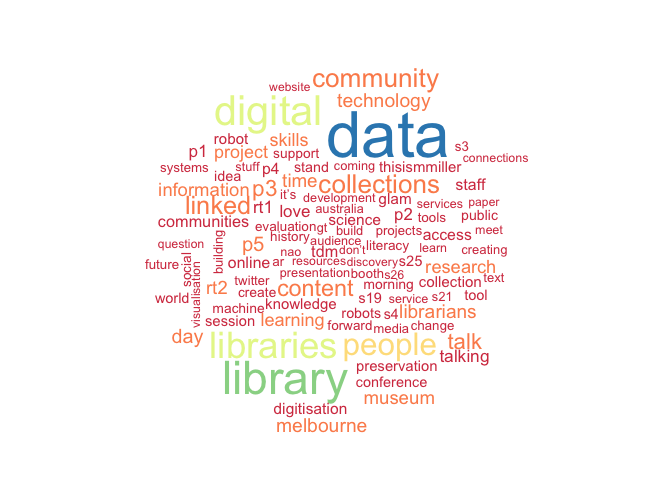 website community
digital technology
data
robot skills s3
p1 project support connections
systems stuff p4 stand coming thisismmiller
idea
information p3 time collections staff
it's development glam services paper
linked rt1 love australia p2 tools public
communities evaluation gt science build projects access meet
question history audience literacy learn creating
p5 nao tdm don't
future social building online ar resources discovery s25 research
presentation booths s26
world visualisation rt2 twitter content morning collection text
create s19 service s21 tool
machine knowledge robots s4 librarians
session learning forward media change
day libraries people talk
talking
library preservation
conference
digitisation museum
melbourne